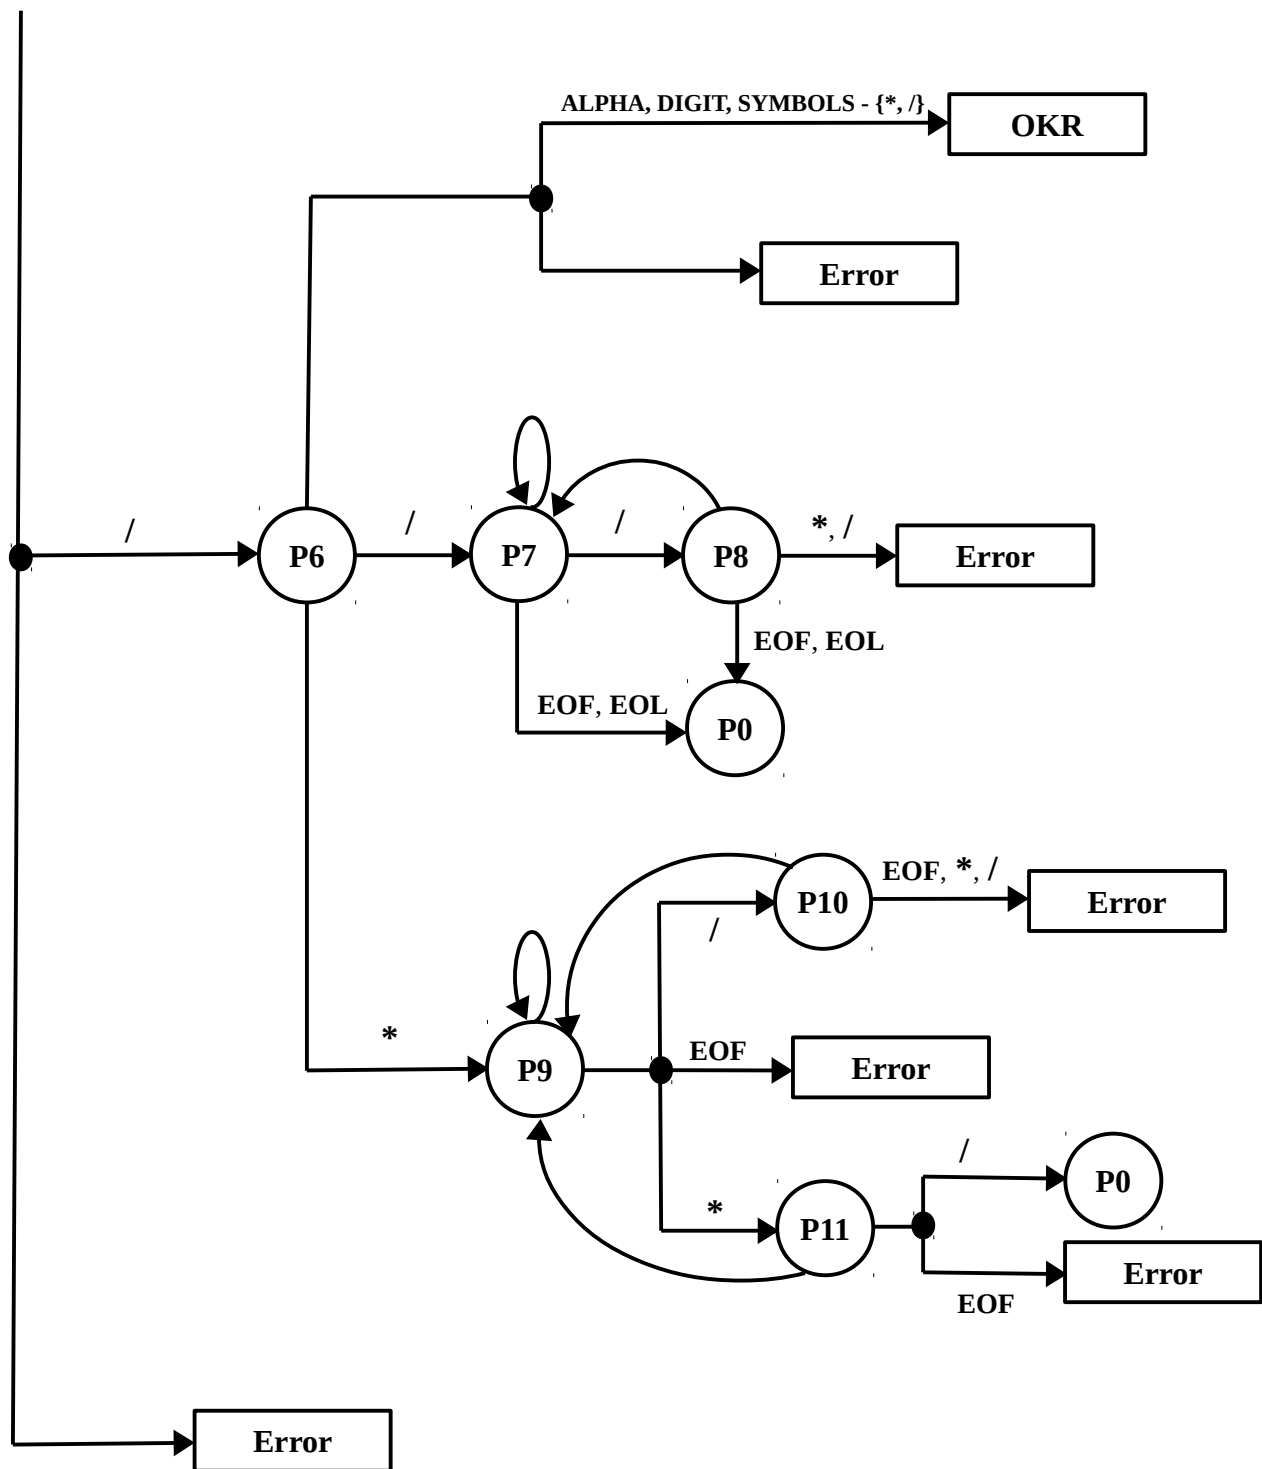 ALPHA, DIGIT, SYMBOLS - {*, /}
OKR
Error
/
P6
/
P7
/
P8
*, /
Error
EOF, EOL
EOF, EOL
P0
P10
EOF, *, /
Error
/
*
P9
EOF
Error
*
P11
/
P0
Error
EOF
Error